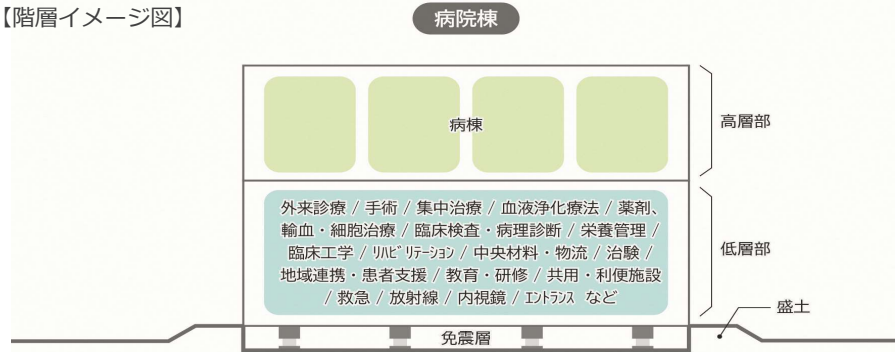 【階層イメージ図】
病院棟
病棟
高層部
外来診療 / 手術 / 集中治療 / 血液浄化療法 / 薬剤、
輸血・細胞治療 / 臨床検査・病理診断 / 栄養管理 /
臨床工学 / ﾘﾊﾋﾞﾘﾃｰｼｮﾝ / 中央材料・物流 / 治験 /
地域連携・患者支援 / 教育・研修 / 共用・利便施設
/ 救急 / 放射線 / 内視鏡 / ｴﾝﾄﾗﾝｽ など
低層部
盛土
免震層